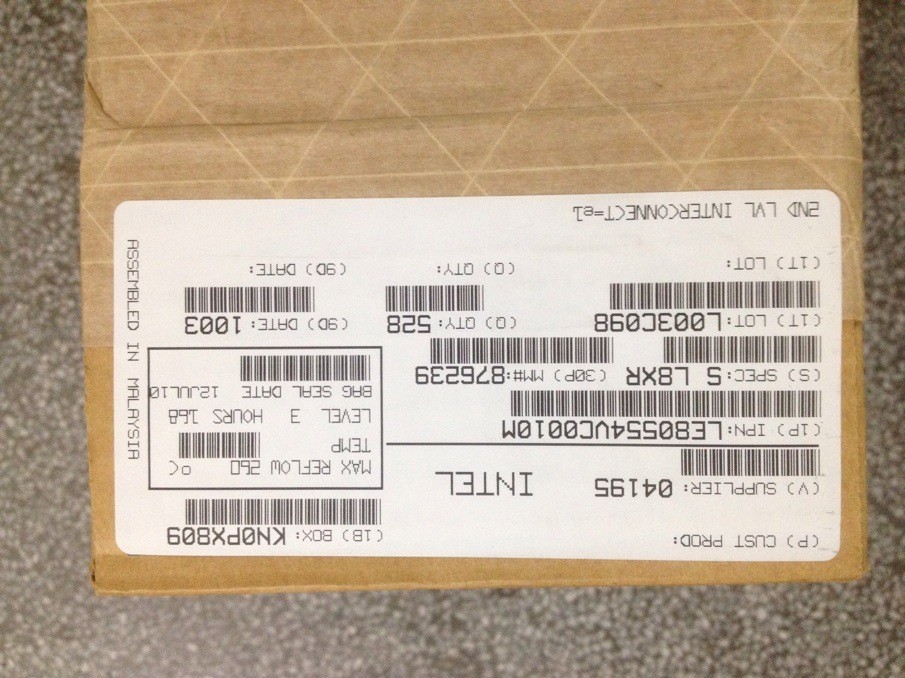 (P) CUST PROD:
(1B) BOX: KN0PX809
(V) SUPPLIER: 04195
INTEL
MAX REFLOW 260 °C
TEMP
LEVEL 3 HOURS 168
BAG SEAL DATE 12JUL10
(1P) IPN: LE80554VC0010M
(S) SPEC: S L8XR
(30P) MM#: 876239
(1T) LOT: L003C098
(Q) QTY: 528
(9D) DATE: 1003
(1T) LOT:
(Q) QTY:
(9D) DATE:
2ND LVL INTERCONNECT=e1
ASSEMBLED IN MALAYSIA